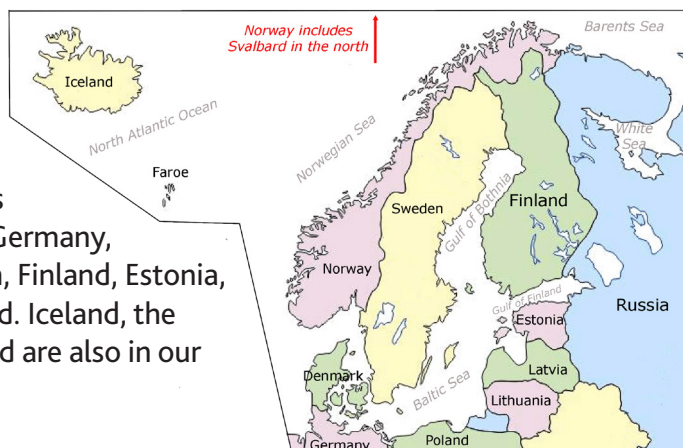 Norway includes
Svalbard in the north
Barents Sea
Iceland
North Atlantic Ocean
Norwegian Sea
White
Sea
Faroe
s
Germany,
, Finland, Estonia,
d. Iceland, the
d are also in our
Sweden
Gulf of Bothnia
Finland
Norway
Gulf of Finland
Russia
Estonia
Denmark
Baltic Sea
Latvia
Lithuania
Germany
Poland